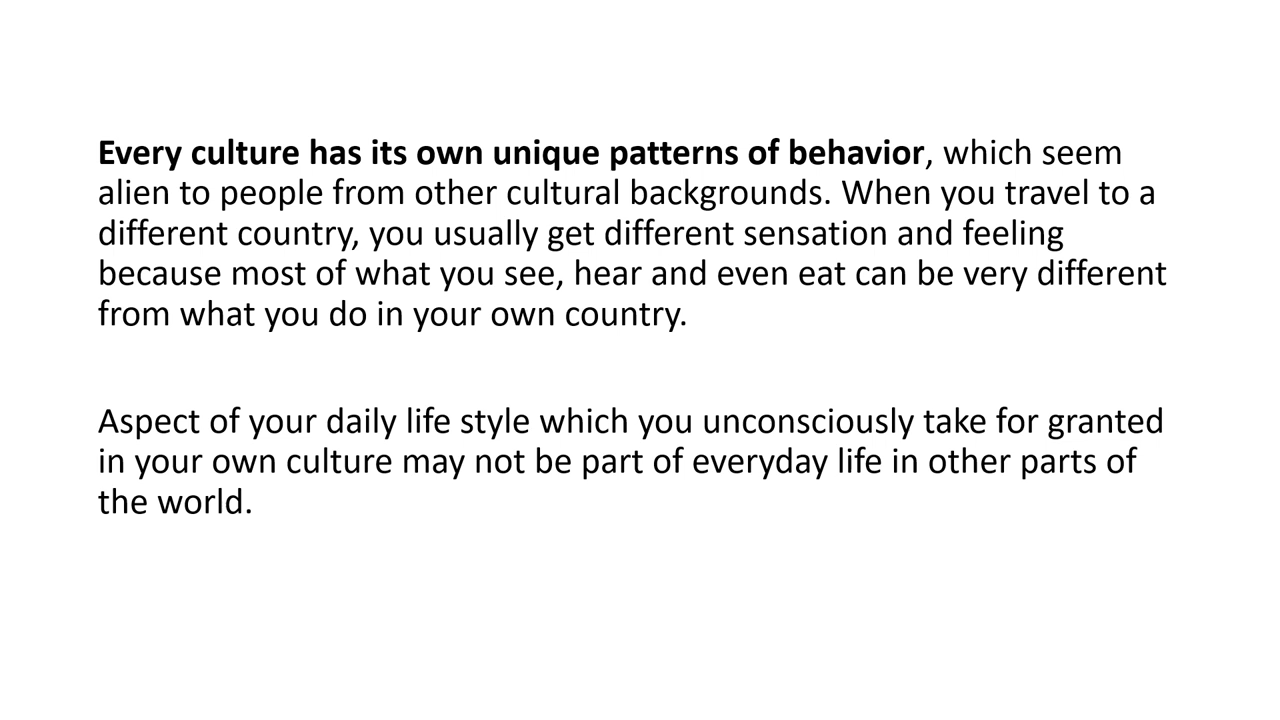 Every culture has its own unique patterns of behavior, which seem
alien to people from other cultural backgrounds. When you travel to a
different country, you usually get different sensation and feeling
because most of what you see, hear and even eat can be very different
from what you do in your own country.
Aspect of your daily life style which you unconsciously take for granted
in your own culture may not be part of everyday life in other parts of
the world.